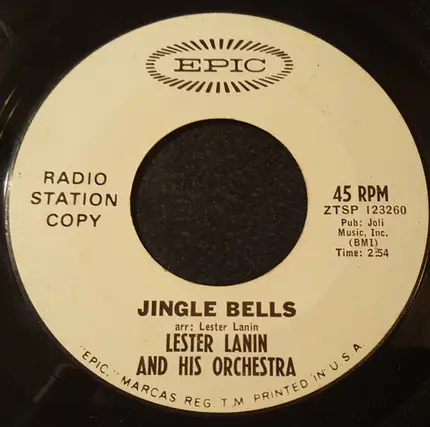 EPIC
RADIO
STATION
COPY
45 RPM
ZTSP 123260
Pub: Joli
Music, Inc.
(BMI)
Time: 2:54
JINGLE BELLS
arr: Lester Lanin
LESTER LANIN
AND HIS ORCHESTRA
"EPIC," MARCAS REG. T.M PRINTED IN U.S.A.